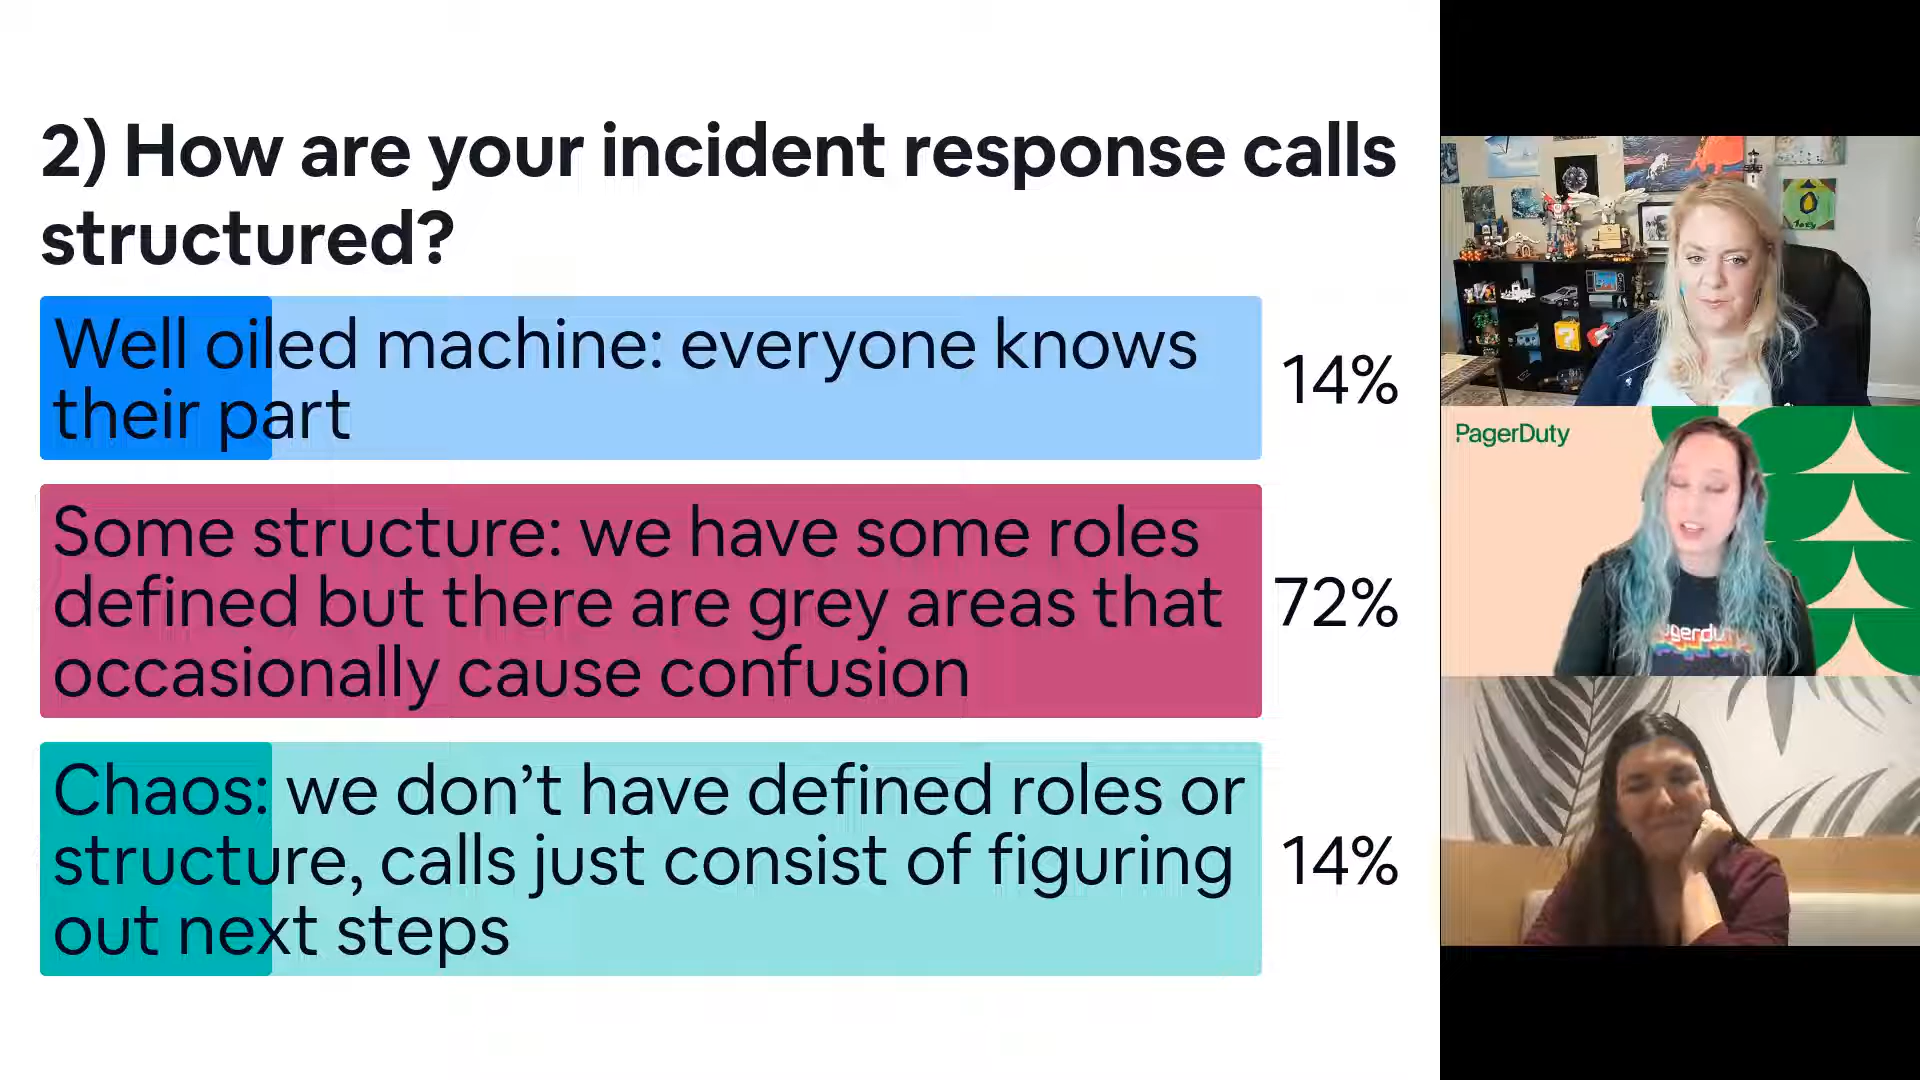 2) How are your incident response calls
structured?
Well oiled machine: everyone knows
their part
14%
Some structure: we have some roles
defined but there are grey areas that
occasionally cause confusion
72%
Chaos: we don’t have defined roles or
structure, calls just consist of figuring
out next steps
14%
PagerDuty